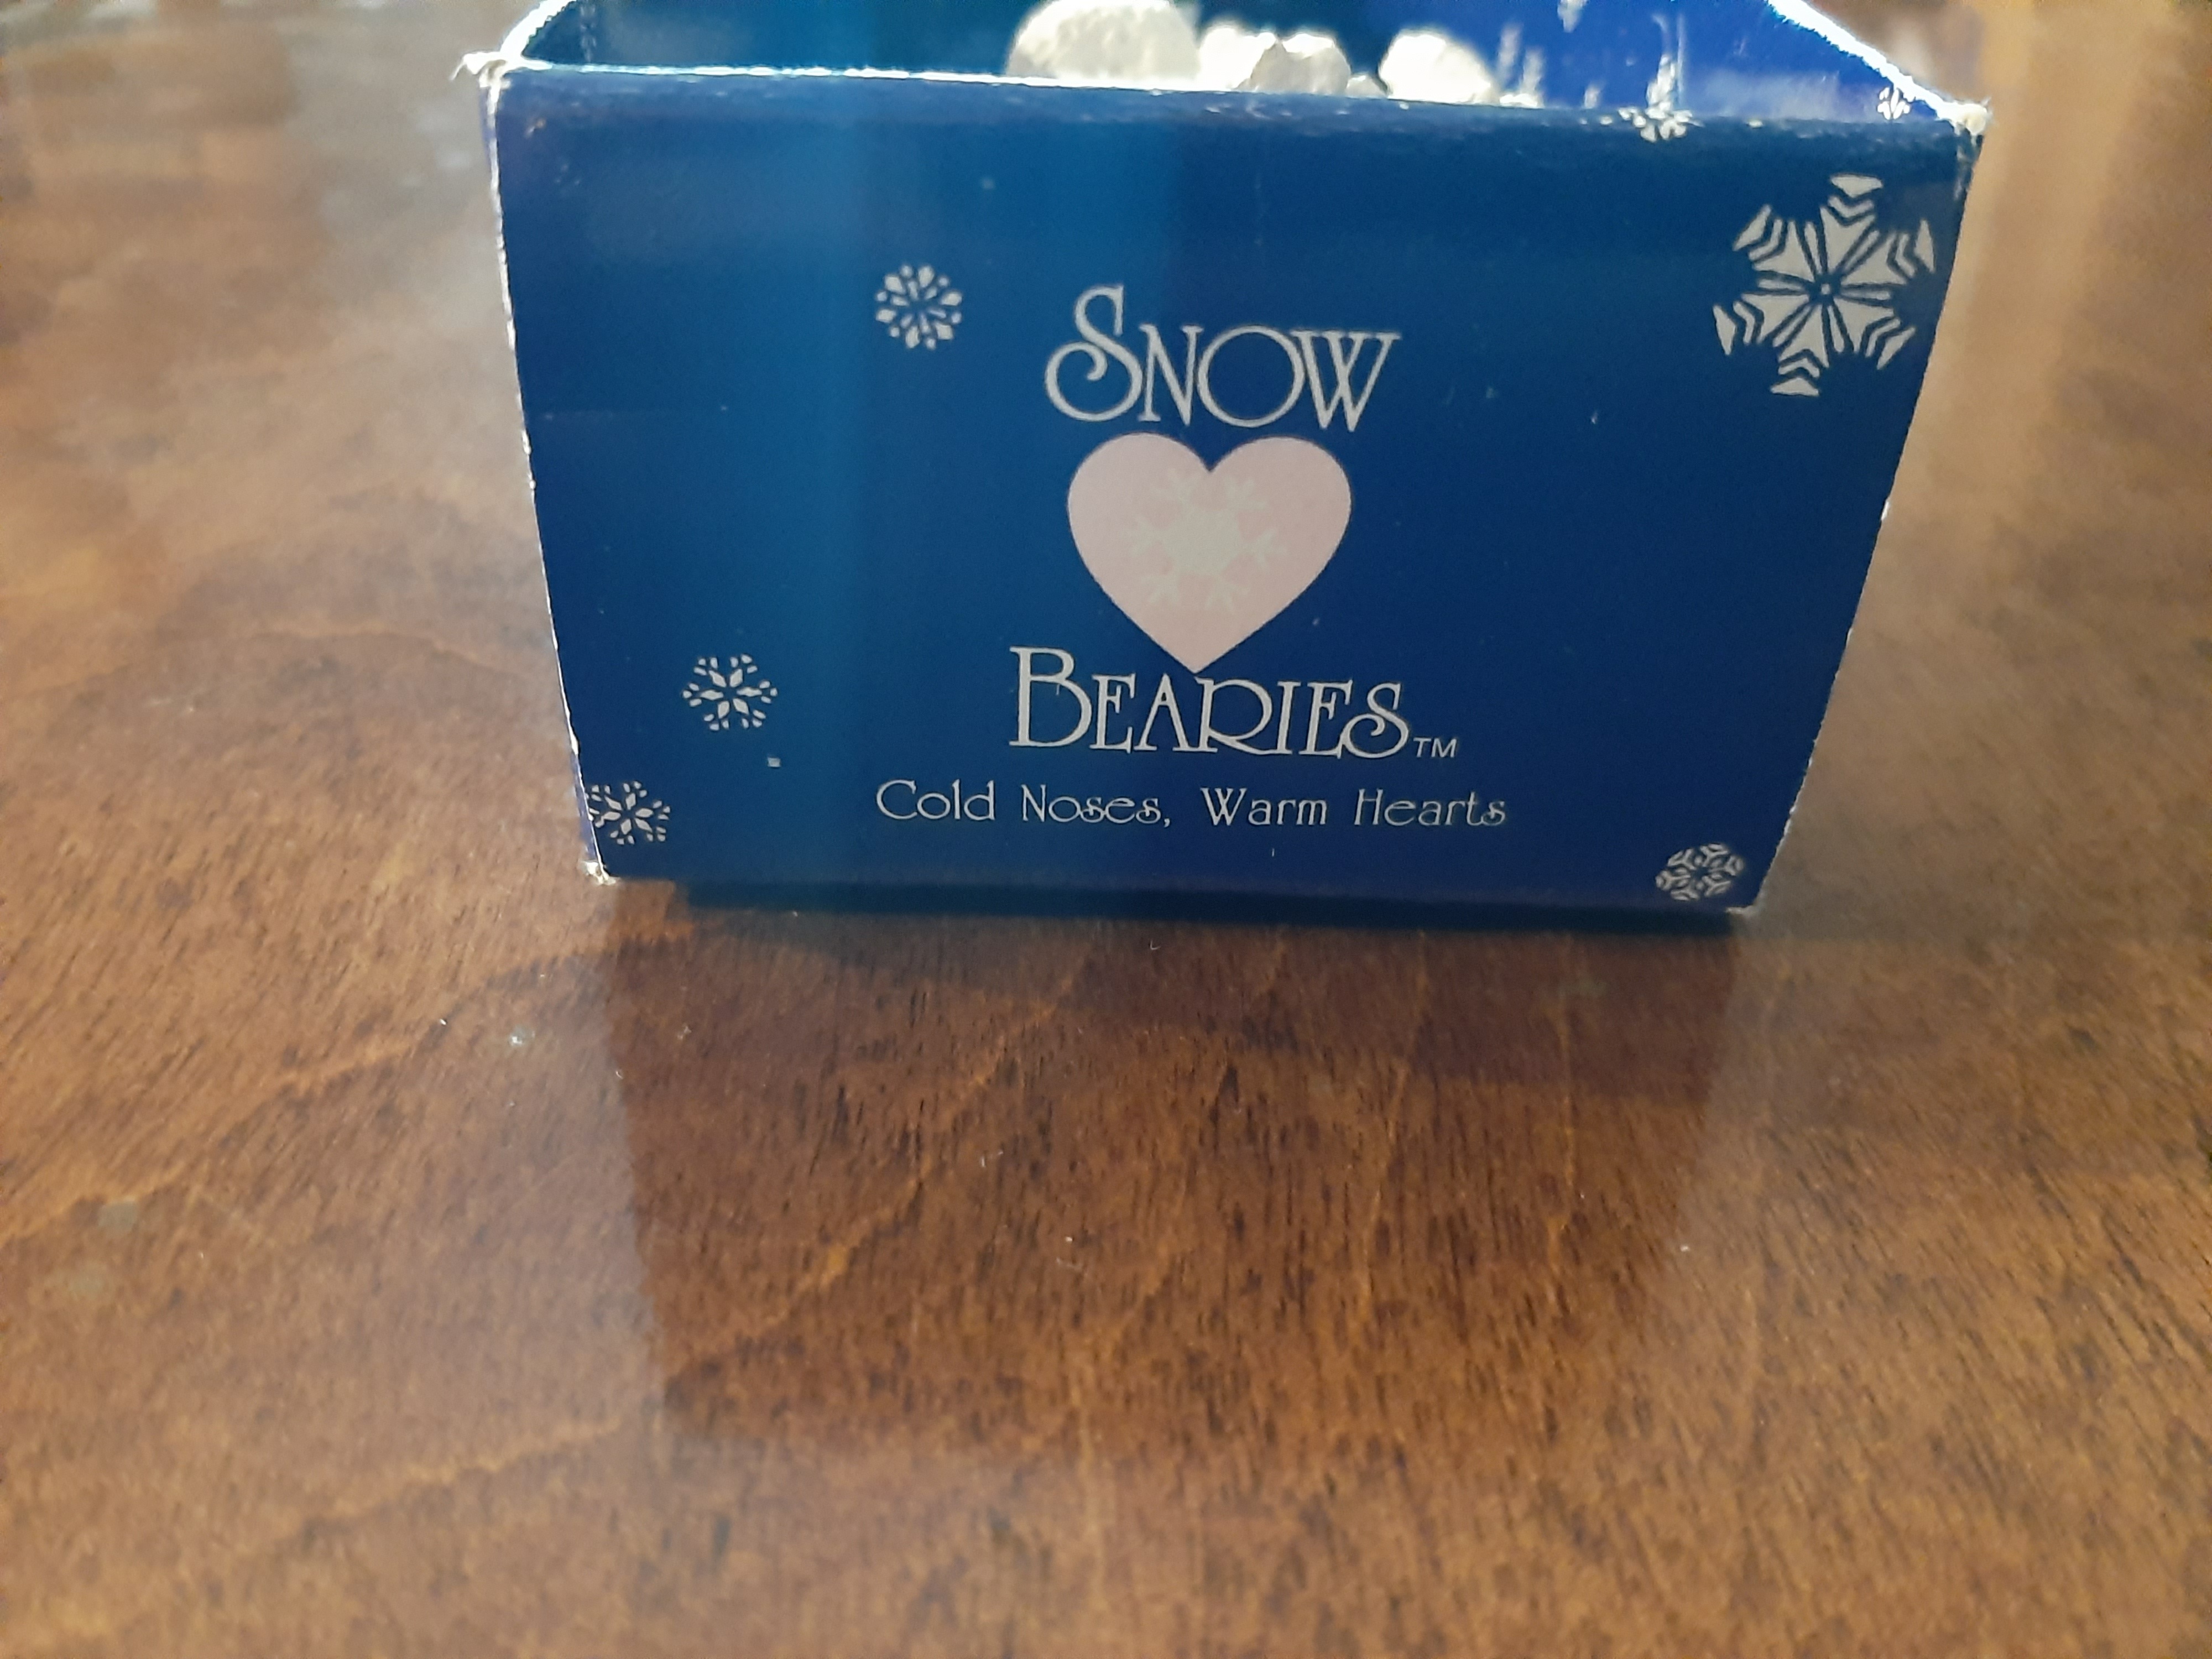 SNOW
BEARIES™
Cold Noses, Warm Hearts